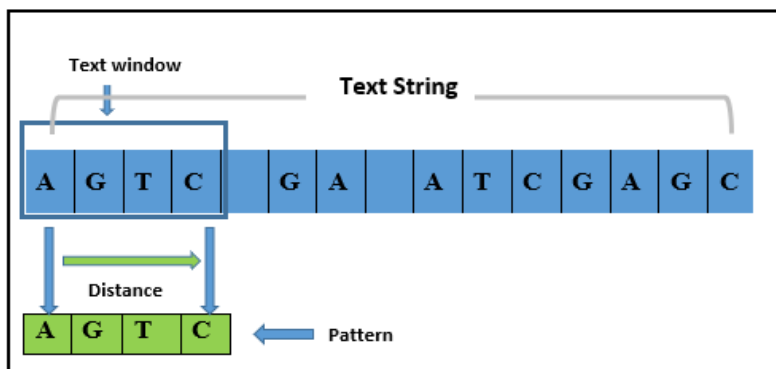 Text window
Text String
A G T C G A A T C G A G C
Distance
A G T C
Pattern